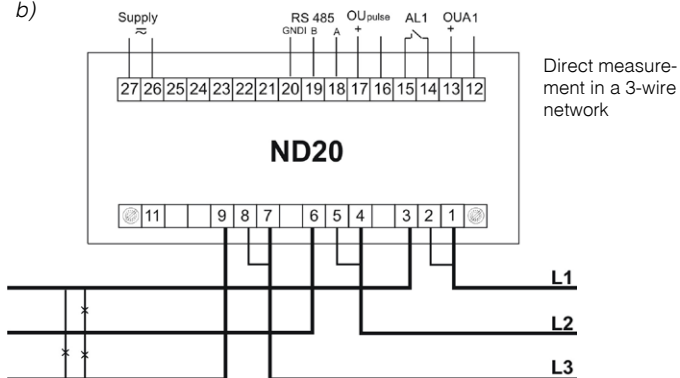 b)
Supply
≂
RS 485
GNDI B A
OUpulse
+
AL1
OUA1
+
27 26 25 24 23 22 21 20 19 18 17 16 15 14 13 12
Direct measure-
ment in a 3-wire
network
ND20
11 9 8 7 6 5 4 3 2 1
L1
L2
L3